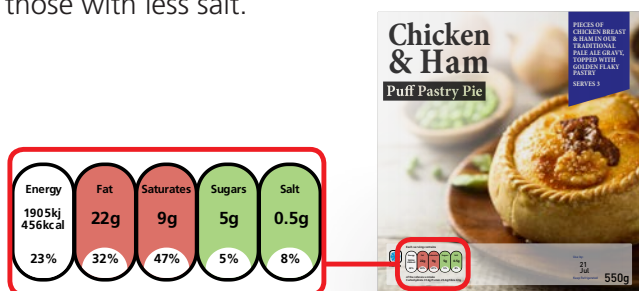 those with less salt.
Chicken
& Ham
Puff Pastry Pie
PIECES OF
CHICKEN BREAST
& HAM IN OUR
TRADITIONAL
PALE ALE GRAVY,
TOPPED WITH
GOLDEN FLAKY
PASTRY
SERVES 3
Energy Fat Saturates Sugars Salt
1905kj
456kcal 22g 9g 5g 0.5g
23% 32% 47% 5% 8%
21
Jul
550g